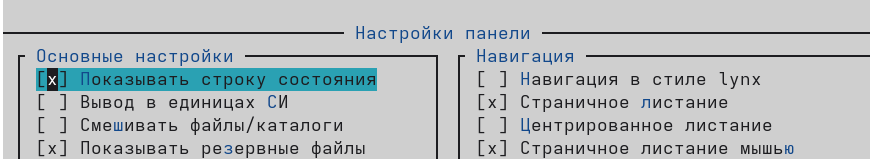 Настройки панели
Основные настройки
[x] Показывать строку состояния
[ ] Вывод в единицах СИ
[ ] Смешивать файлы/каталоги
[x] Показывать резервные файлы
Навигация
[ ] Навигация в стиле lynx
[x] Страничное листание
[ ] Центрированное листание
[x] Страничное листание мышью